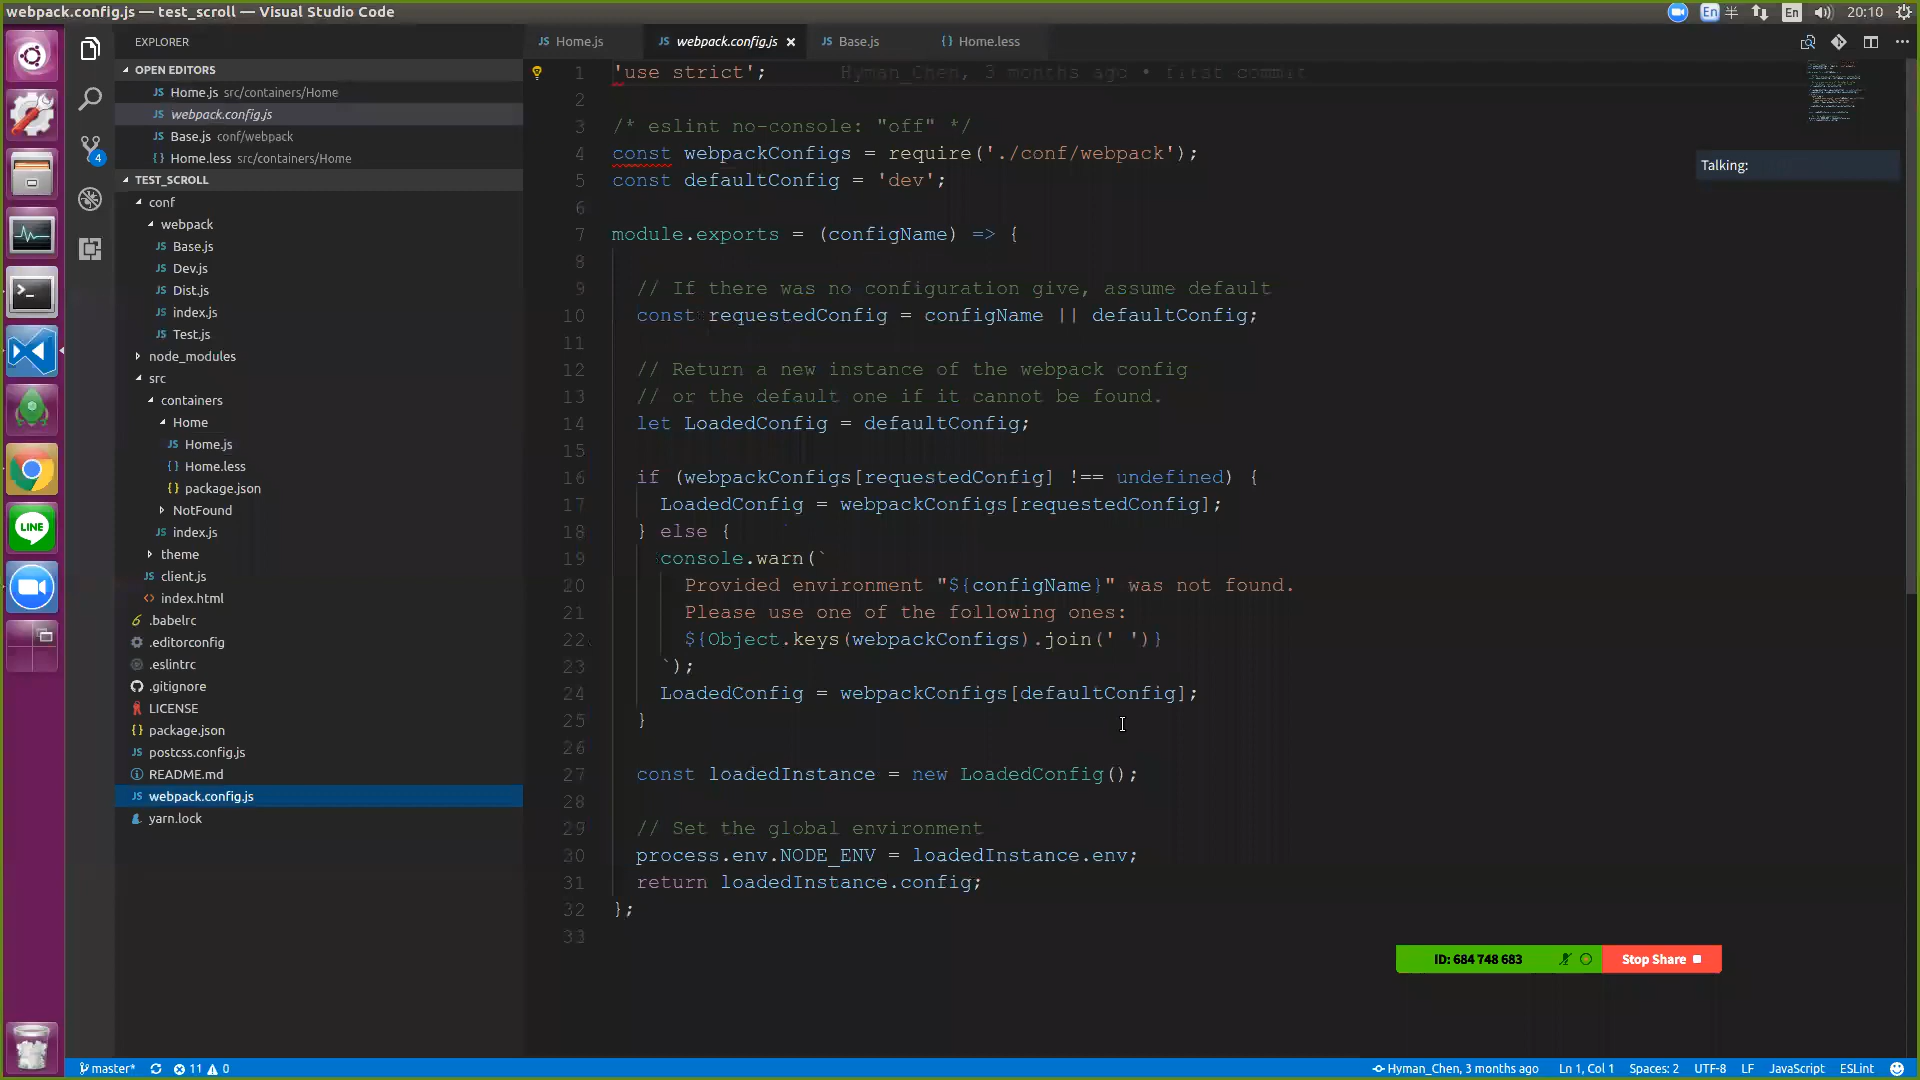 webpack.config.js — test_scroll — Visual Studio Code
En
半
En
20:10
EXPLORER
OPEN EDITORS
Home.js src/containers/Home
webpack.config.js
Base.js conf/webpack
Home.less src/containers/Home
TEST_SCROLL
conf
webpack
Base.js
Dev.js
Dist.js
index.js
Test.js
node_modules
src
containers
Home
Home.js
Home.less
package.json
NotFound
index.js
theme
client.js
index.html
.babelrc
.editorconfig
.eslintrc
.gitignore
LICENSE
package.json
postcss.config.js
README.md
webpack.config.js
yarn.lock
4
LINE
JS Home.js
JS webpack.config.js ×
JS Base.js
{} Home.less
1 'use strict'; Hyman_Chen, 3 months ago • first commit
2
3 /* eslint no-console: "off" */
4 const webpackConfigs = require('./conf/webpack');
5 const defaultConfig = 'dev';
6
7 module.exports = (configName) => {
8
9 // If there was no configuration give, assume default
10 const requestedConfig = configName || defaultConfig;
11
12 // Return a new instance of the webpack config
13 // or the default one if it cannot be found.
14 let LoadedConfig = defaultConfig;
15
16 if (webpackConfigs[requestedConfig] !== undefined) {
17 LoadedConfig = webpackConfigs[requestedConfig];
18 } else {
19 console.warn(`
20 Provided environment "${configName}" was not found.
21 Please use one of the following ones:
22 ${Object.keys(webpackConfigs).join(' ')}
23 `);
24 LoadedConfig = webpackConfigs[defaultConfig];
25 }
26
27 const loadedInstance = new LoadedConfig();
28
29 // Set the global environment
30 process.env.NODE_ENV = loadedInstance.env;
31 return loadedInstance.config;
32 };
33
Talking:
ID: 684 748 683
Stop Share
master*
11
0
Hyman_Chen, 3 months ago
Ln 1, Col 1
Spaces: 2
UTF-8
LF
JavaScript
ESLint